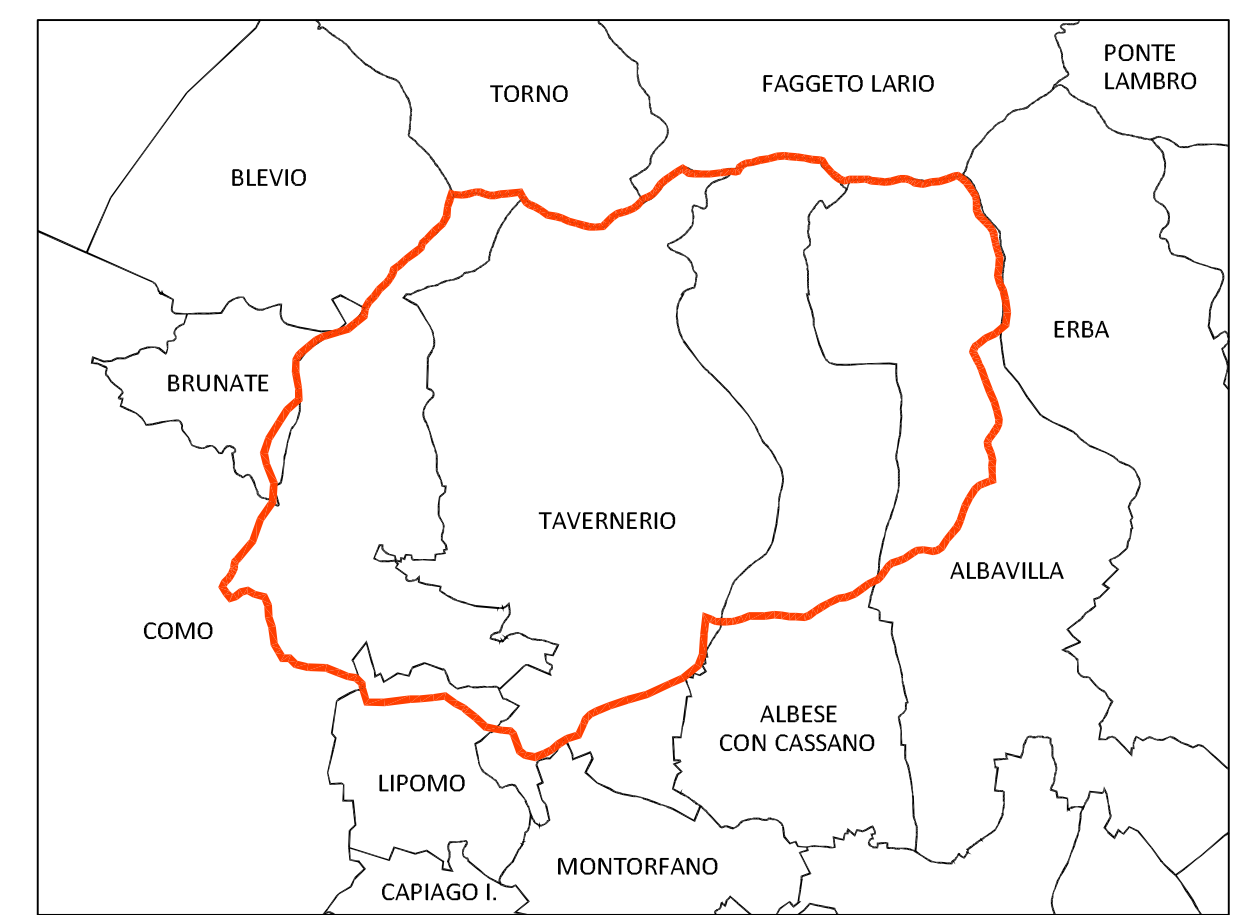 PONTE
LAMBRO
FAGGETO LARIO
TORNO
BLEVIO
ERBA
BRUNATE
TAVERNERIO
ALBAVILLA
COMO
ALBESE
CON CASSANO
LIPOMO
MONTORFANO
CAPIAGO I.